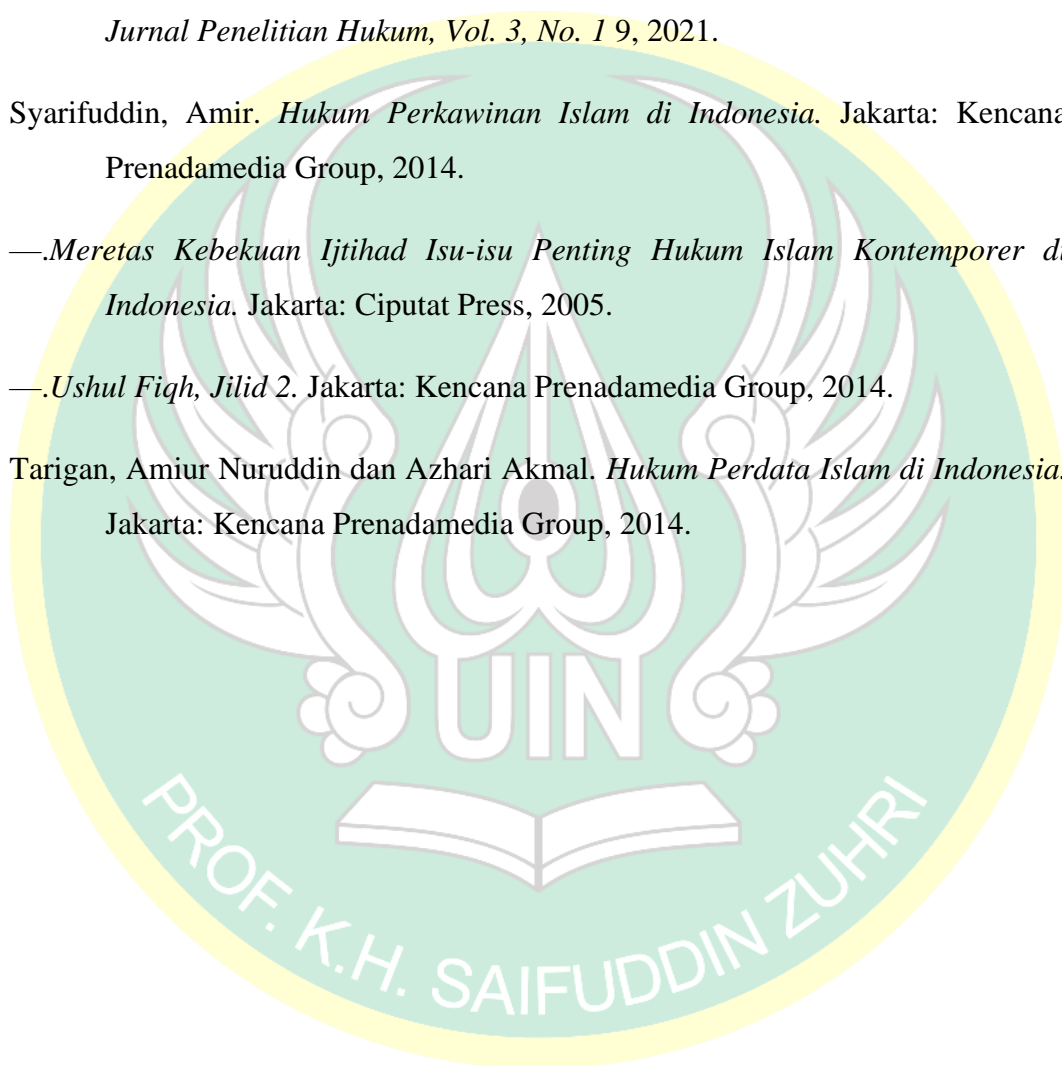 Jurnal Penelitian Hukum, Vol. 3, No. 1 9, 2021.
Syarifuddin, Amir. Hukum Perkawinan Islam di Indonesia. Jakarta: Kencana
Prenadamedia Group, 2014.
—.Meretas Kebekuan Ijtihad Isu-isu Penting Hukum Islam Kontemporer di
Indonesia. Jakarta: Ciputat Press, 2005.
—.Ushul Fiqh, Jilid 2. Jakarta: Kencana Prenadamedia Group, 2014.
Tarigan, Amiur Nuruddin dan Azhari Akmal. Hukum Perdata Islam di Indonesia.
Jakarta: Kencana Prenadamedia Group, 2014.
UIN
PROF. K.H. SAIFUDDIN ZUHRI